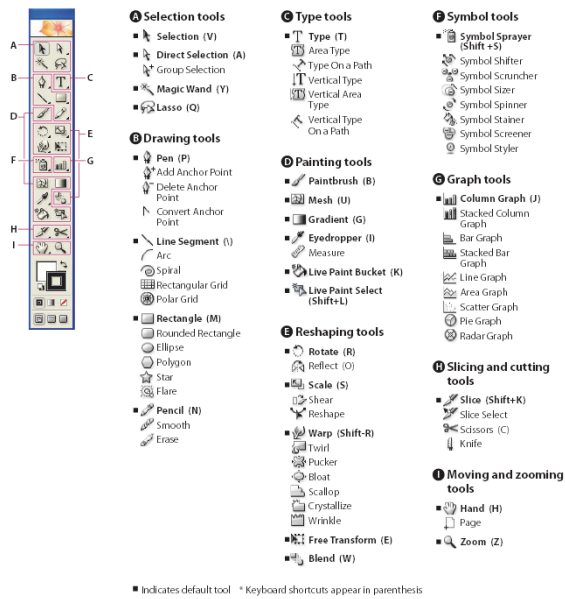 A
B
D
F
H
I
C
E
G
A Selection tools
Selection (V)
Direct Selection (A)
Group Selection
Magic Wand (Y)
Lasso (Q)
B Drawing tools
Pen (P)
Add Anchor Point
Delete Anchor
Point
Convert Anchor
Point
Line Segment (\)
Arc
Spiral
Rectangular Grid
Polar Grid
Rectangle (M)
Rounded Rectangle
Ellipse
Polygon
Star
Flare
Pencil (N)
Smooth
Erase
C Type tools
Type (T)
Area Type
Type On a Path
Vertical Type
Vertical Area
Type
Vertical Type
On a Path
D Painting tools
Paintbrush (B)
Mesh (U)
Gradient (G)
Eyedropper (I)
Measure
Live Paint Bucket (K)
Live Paint Select
(Shift+L)
E Reshaping tools
Rotate (R)
Reflect (O)
Scale (S)
Shear
Reshape
Warp (Shift-R)
Twirl
Pucker
Bloat
Scallop
Crystallize
Wrinkle
Free Transform (E)
Blend (W)
F Symbol tools
Symbol Sprayer
(Shift +S)
Symbol Shifter
Symbol Scruncher
Symbol Sizer
Symbol Spinner
Symbol Stainer
Symbol Screener
Symbol Styler
G Graph tools
Column Graph (J)
Stacked Column
Graph
Bar Graph
Stacked Bar
Graph
Line Graph
Area Graph
Scatter Graph
Pie Graph
Radar Graph
H Slicing and cutting
tools
Slice (Shift+K)
Slice Select
Scissors (C)
Knife
I Moving and zooming
tools
Hand (H)
Page
Zoom (Z)
■ Indicates default tool * Keyboard shortcuts appear in parenthesis